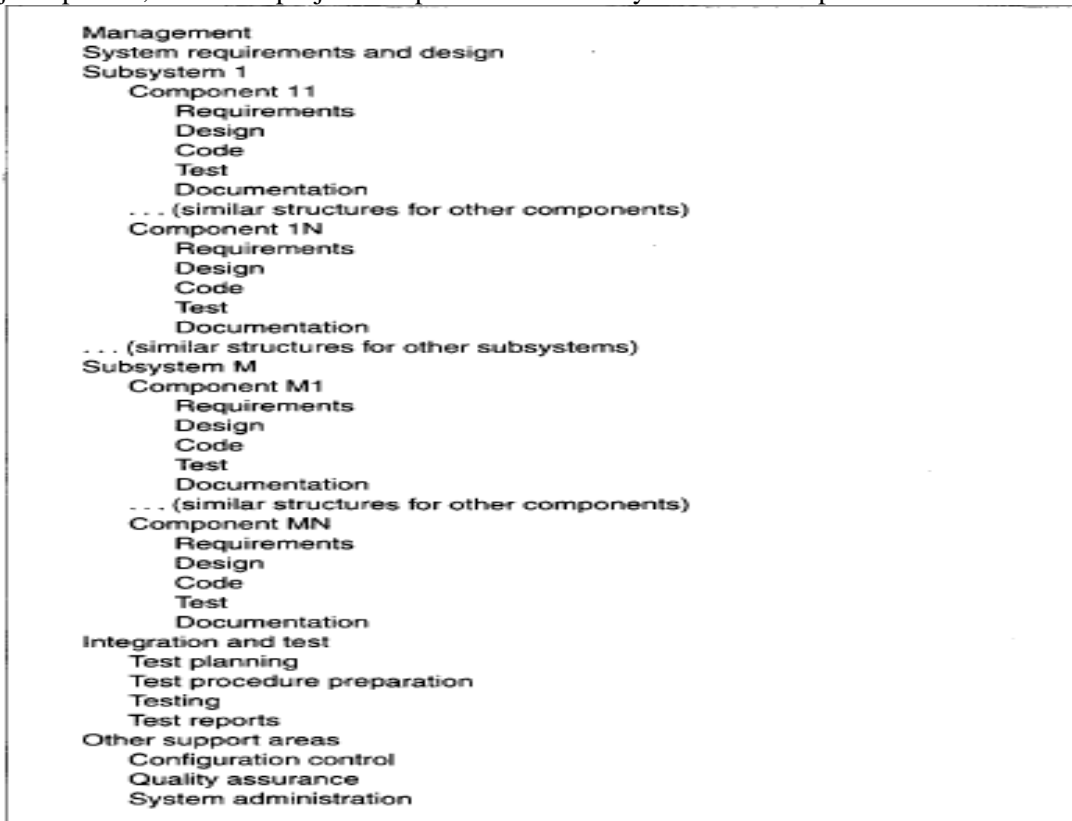 Management
System requirements and design
Subsystem 1
Component 11
Requirements
Design
Code
Test
Documentation
. . . (similar structures for other components)
Component 1N
Requirements
Design
Code
Test
Documentation
. . . (similar structures for other subsystems)
Subsystem M
Component M1
Requirements
Design
Code
Test
Documentation
. . . (similar structures for other components)
Component MN
Requirements
Design
Code
Test
Documentation
Integration and test
Test planning
Test procedure preparation
Testing
Test reports
Other support areas
Configuration control
Quality assurance
System administration